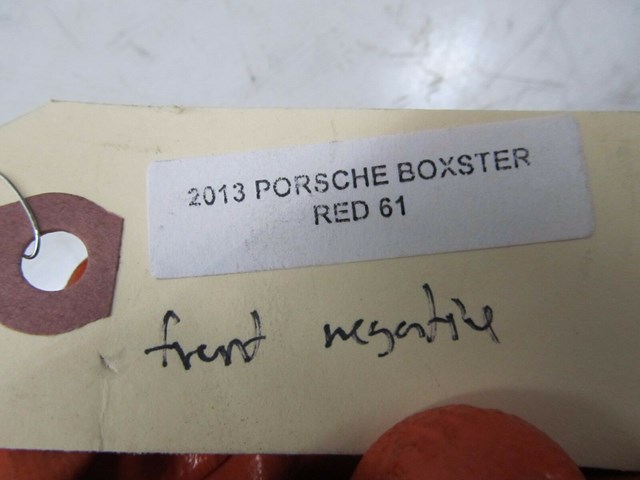 2013 PORSCHE BOXSTER
RED 61
front negative